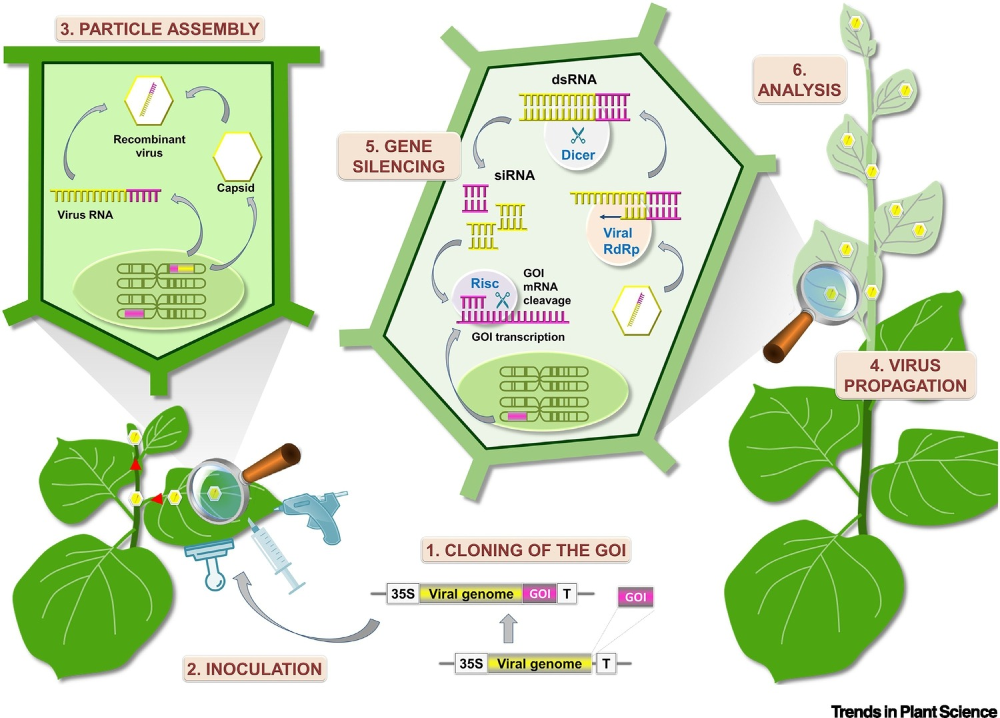 3. PARTICLE ASSEMBLY
Recombinant
virus
Capsid
Virus RNA
5. GENE
SILENCING
dsRNA
Dicer
siRNA
Viral
RdRp
Risc
GOI
mRNA
cleavage
GOI transcription
6.
ANALYSIS
4. VIRUS
PROPAGATION
1. CLONING OF THE GOI
35S Viral genome GOI T
GOI
35S Viral genome T
2. INOCULATION
Trends in Plant Science